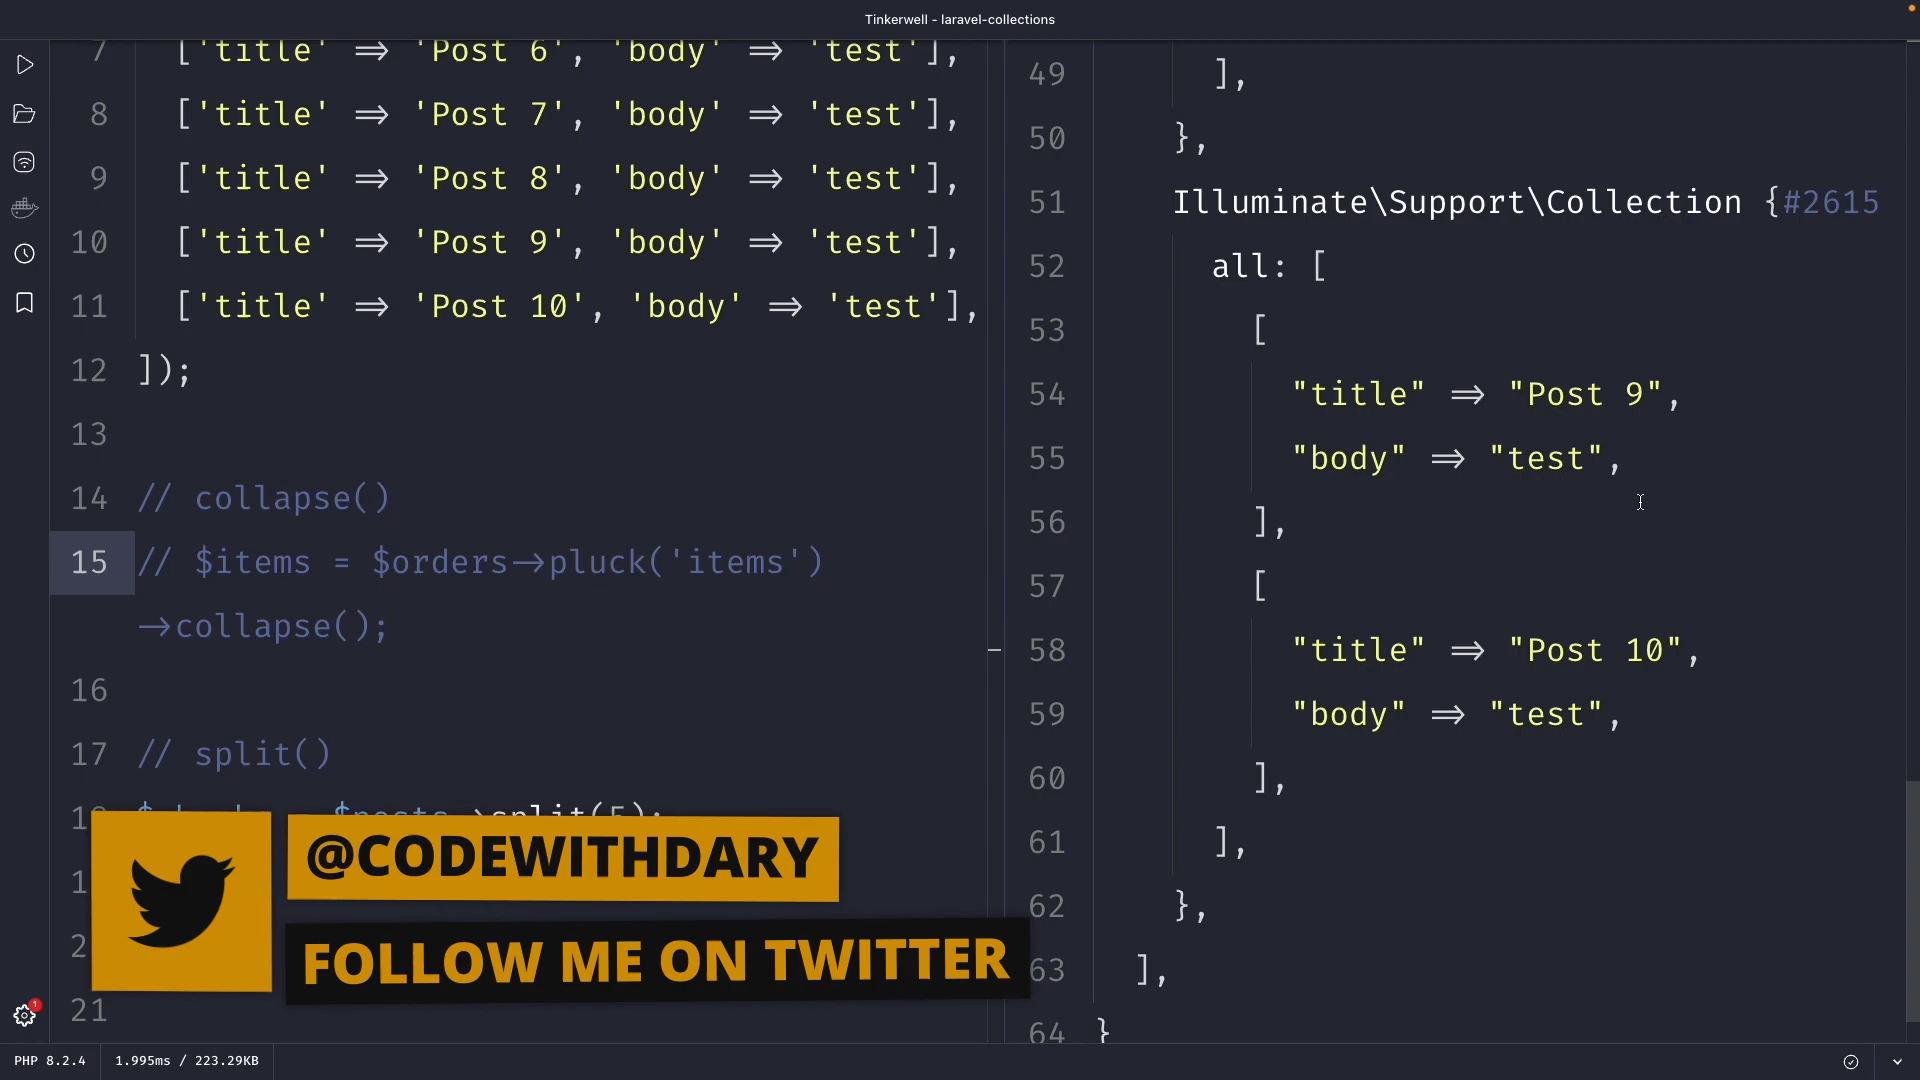 Tinkerwell - laravel-collections
7 ['title' => 'Post 6', 'body' => 'test'],
8 ['title' => 'Post 7', 'body' => 'test'],
9 ['title' => 'Post 8', 'body' => 'test'],
10 ['title' => 'Post 9', 'body' => 'test'],
11 ['title' => 'Post 10', 'body' => 'test'],
12 ]);
13
14 // collapse()
15 // $items = $orders->pluck('items')
->collapse();
16
17 // split()
$posts->split(5);
21
@CODEWITHDARY
FOLLOW ME ON TWITTER
49 ],
50 },
51 Illuminate\Support\Collection {#2615
52 all: [
53 [
54 "title" => "Post 9",
55 "body" => "test",
56 ],
57 [
58 "title" => "Post 10",
59 "body" => "test",
60 ],
61 ],
62 },
63 ],
64 }
1
PHP 8.2.4
1.995ms / 223.29KB